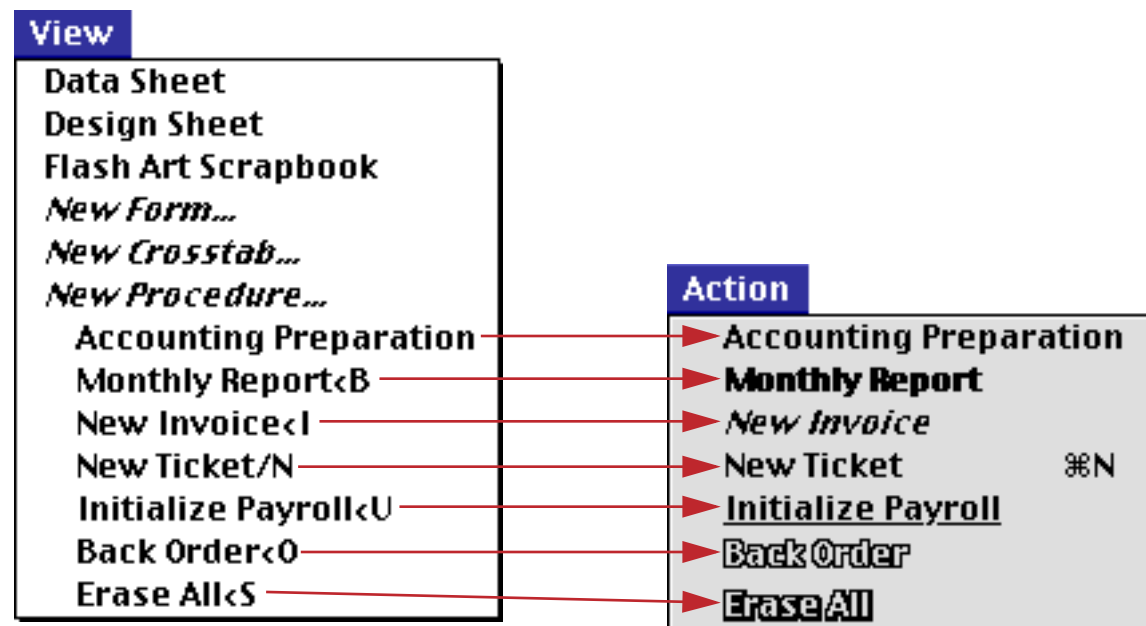 View
Data Sheet
Design Sheet
Flash Art Scrapbook
New Form...
New Crosstab...
New Procedure...
Accounting Preparation
Monthly Report<B
New Invoice<I
New Ticket/N
Initialize Payroll<U
Back Order<O
Erase All<S
Action
Accounting Preparation
Monthly Report
New Invoice
New Ticket ⌘N
Initialize Payroll
Back Order
Erase All